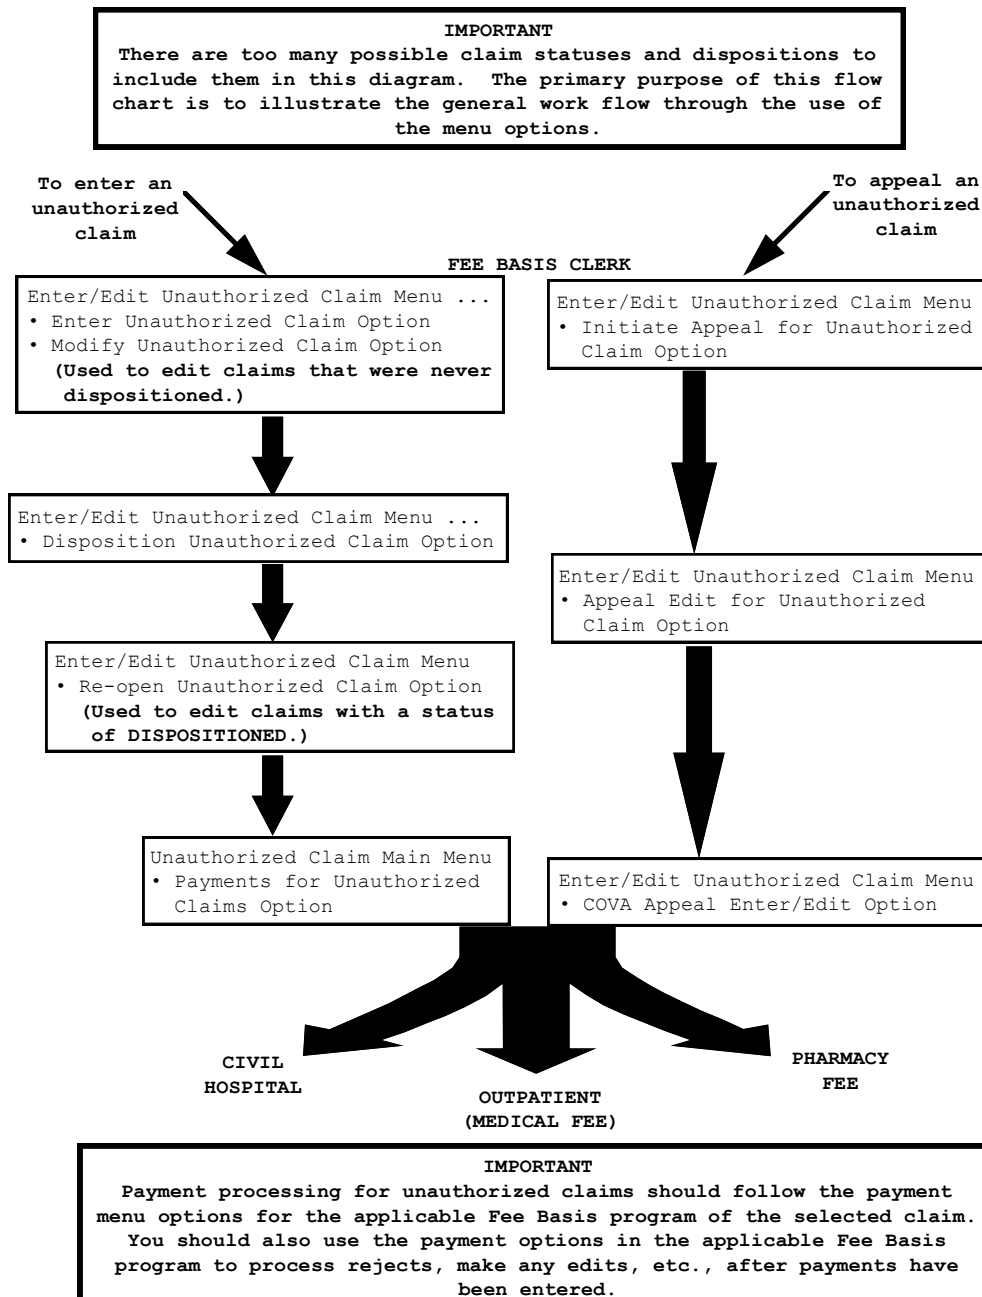 IMPORTANT
There are too many possible claim statuses and dispositions to
include them in this diagram.  The primary purpose of this flow
chart is to illustrate the general work flow through the use of
the menu options.
To enter an
unauthorized
claim
To appeal an
unauthorized
claim
FEE BASIS CLERK
Enter/Edit Unauthorized Claim Menu ...
• Enter Unauthorized Claim Option
• Modify Unauthorized Claim Option
(Used to edit claims that were never
dispositioned.)
Enter/Edit Unauthorized Claim Menu
• Initiate Appeal for Unauthorized
Claim Option
Enter/Edit Unauthorized Claim Menu ...
• Disposition Unauthorized Claim Option
Enter/Edit Unauthorized Claim Menu
• Appeal Edit for Unauthorized
Claim Option
Enter/Edit Unauthorized Claim Menu
• Re-open Unauthorized Claim Option
(Used to edit claims with a status
of DISPOSITIONED.)
Unauthorized Claim Main Menu
• Payments for Unauthorized
Claims Option
Enter/Edit Unauthorized Claim Menu
• COVA Appeal Enter/Edit Option
CIVIL
HOSPITAL
OUTPATIENT
(MEDICAL FEE)
PHARMACY
FEE
IMPORTANT
Payment processing for unauthorized claims should follow the payment
menu options for the applicable Fee Basis program of the selected claim.
You should also use the payment options in the applicable Fee Basis
program to process rejects, make any edits, etc., after payments have
been entered.